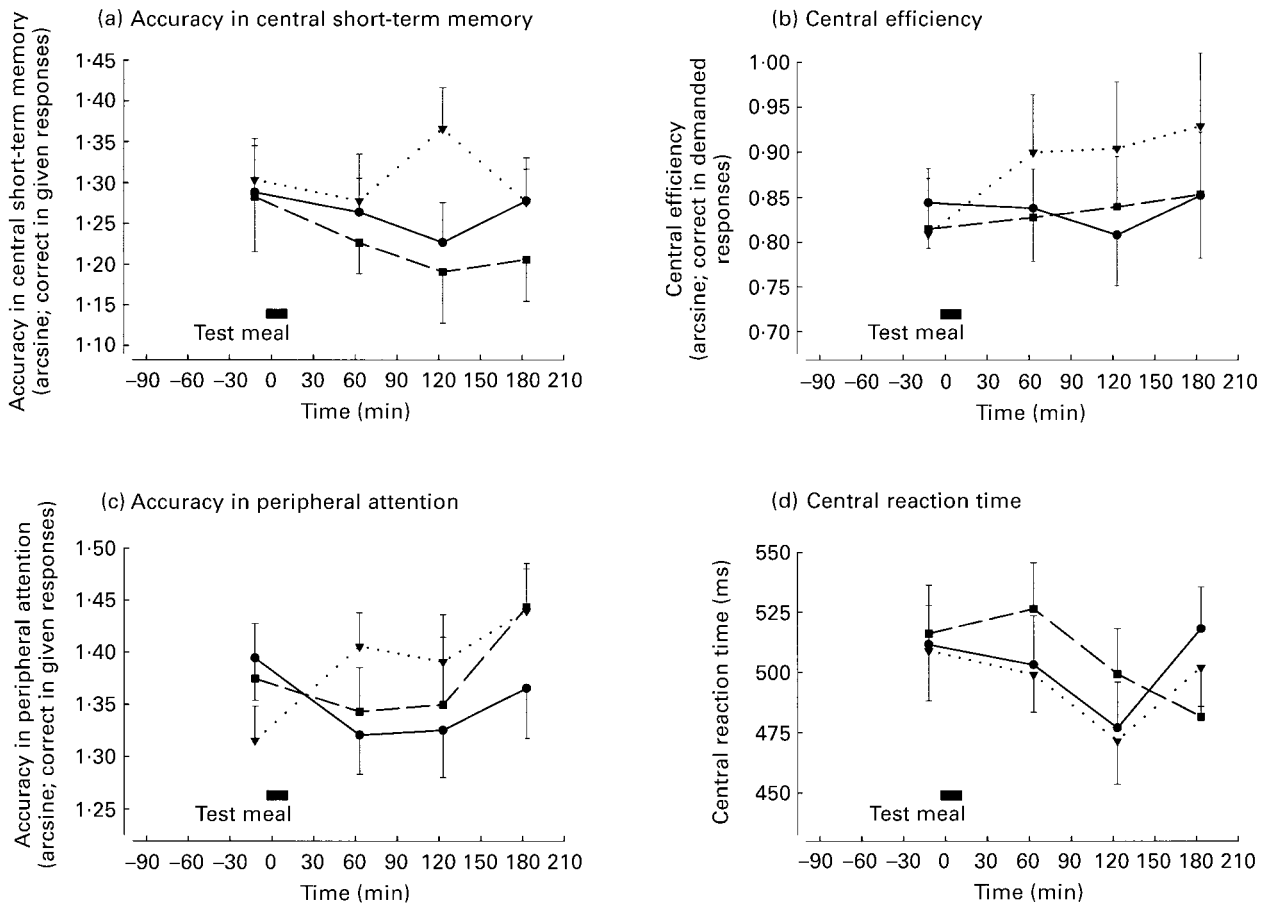 (a) Accuracy in central short-term memory
Accuracy in central short-term memory
(arcsine; correct in given responses)
1·45
1·40
1·35
1·30
1·25
1·20
1·15
1·10
Test meal
–90 –60 –30 0 30 60 90 120 150 180 210
Time (min)
(b) Central efficiency
Central efficiency
(arcsine; correct in demanded
responses)
1·00
0·95
0·90
0·85
0·80
0·75
0·70
Test meal
–90 –60 –30 0 30 60 90 120 150 180 210
Time (min)
(c) Accuracy in peripheral attention
Accuracy in peripheral attention
(arcsine; correct in given responses)
1·50
1·45
1·40
1·35
1·30
1·25
Test meal
–90 –60 –30 0 30 60 90 120 150 180 210
Time (min)
(d) Central reaction time
Central reaction time (ms)
550
525
500
475
450
Test meal
–90 –60 –30 0 30 60 90 120 150 180 210
Time (min)